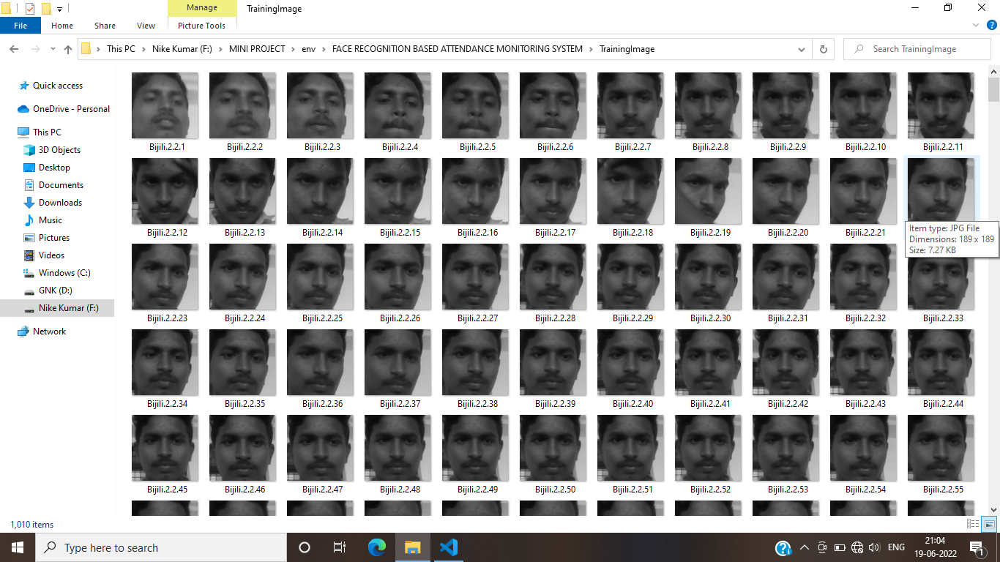 Manage
TrainingImage
File
Home
Share
View
Picture Tools
This PC
Nike Kumar (F:)
MINI PROJECT
env
FACE RECOGNITION BASED ATTENDANCE MONITORING SYSTEM
TrainingImage
Search TrainingImage
Quick access
OneDrive - Personal
This PC
3D Objects
Desktop
Documents
Downloads
Music
Pictures
Videos
Windows (C:)
GNK (D:)
Nike Kumar (F:)
Network
Bijili.2.2.1 Bijili.2.2.2 Bijili.2.2.3 Bijili.2.2.4 Bijili.2.2.5 Bijili.2.2.6 Bijili.2.2.7 Bijili.2.2.8 Bijili.2.2.9 Bijili.2.2.10 Bijili.2.2.11
Bijili.2.2.12 Bijili.2.2.13 Bijili.2.2.14 Bijili.2.2.15 Bijili.2.2.16 Bijili.2.2.17 Bijili.2.2.18 Bijili.2.2.19 Bijili.2.2.20 Bijili.2.2.21
Item type: JPG File
Dimensions: 189 x 189
Size: 7.27 KB
Bijili.2.2.23 Bijili.2.2.24 Bijili.2.2.25 Bijili.2.2.26 Bijili.2.2.27 Bijili.2.2.28 Bijili.2.2.29 Bijili.2.2.30 Bijili.2.2.31 Bijili.2.2.32 Bijili.2.2.33
Bijili.2.2.34 Bijili.2.2.35 Bijili.2.2.36 Bijili.2.2.37 Bijili.2.2.38 Bijili.2.2.39 Bijili.2.2.40 Bijili.2.2.41 Bijili.2.2.42 Bijili.2.2.43 Bijili.2.2.44
Bijili.2.2.45 Bijili.2.2.46 Bijili.2.2.47 Bijili.2.2.48 Bijili.2.2.49 Bijili.2.2.50 Bijili.2.2.51 Bijili.2.2.52 Bijili.2.2.53 Bijili.2.2.54 Bijili.2.2.55
1,010 items
Type here to search
ENG
21:04
19-06-2022
1